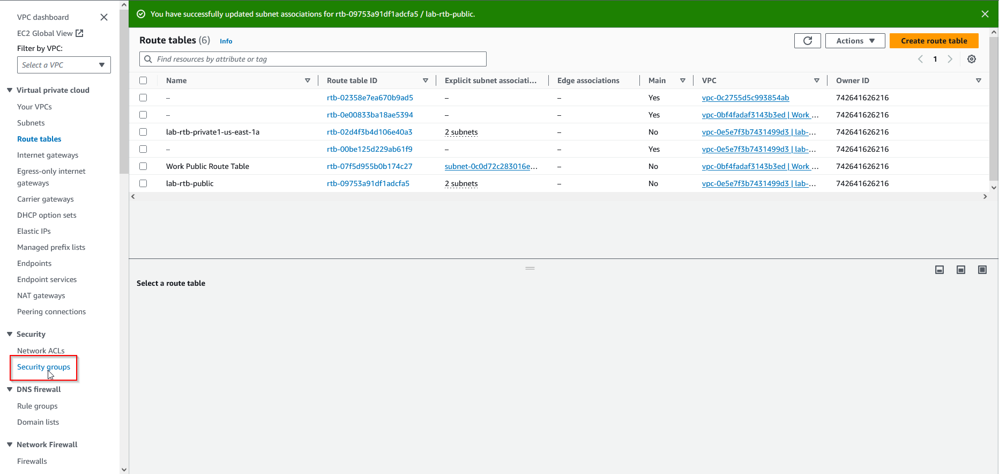 VPC dashboard
EC2 Global View
Filter by VPC:
Select a VPC
Virtual private cloud
Your VPCs
Subnets
Route tables
Internet gateways
Egress-only internet
gateways
Carrier gateways
DHCP option sets
Elastic IPs
Managed prefix lists
Endpoints
Endpoint services
NAT gateways
Peering connections
Security
Network ACLs
Security groups
DNS firewall
Rule groups
Domain lists
Network Firewall
Firewalls
You have successfully updated subnet associations for rtb-09753a91df1adcfa5 / lab-rtb-public.
Route tables (6) Info
Actions
Create route table
Find resources by attribute or tag
1
Name Route table ID Explicit subnet associati... Edge associations Main VPC Owner ID
– rtb-02358e7ea670b9ad5 – – Yes vpc-0c2755d5c993854ab 742641626216
– rtb-0e00833ba18ae5394 – – Yes vpc-0bf4fadaf3143b3ed | Work ... 742641626216
lab-rtb-private1-us-east-1a rtb-02d4f3b4d106e40a3 2 subnets – No vpc-0e5e7f3b7431499d3 | lab-... 742641626216
– rtb-00be125d229ab61f9 – – Yes vpc-0e5e7f3b7431499d3 | lab-... 742641626216
Work Public Route Table rtb-07f5d955b0b174c27 subnet-0c0d72c283016e... – No vpc-0bf4fadaf3143b3ed | Work ... 742641626216
lab-rtb-public rtb-09753a91df1adcfa5 2 subnets – No vpc-0e5e7f3b7431499d3 | lab-... 742641626216
Select a route table